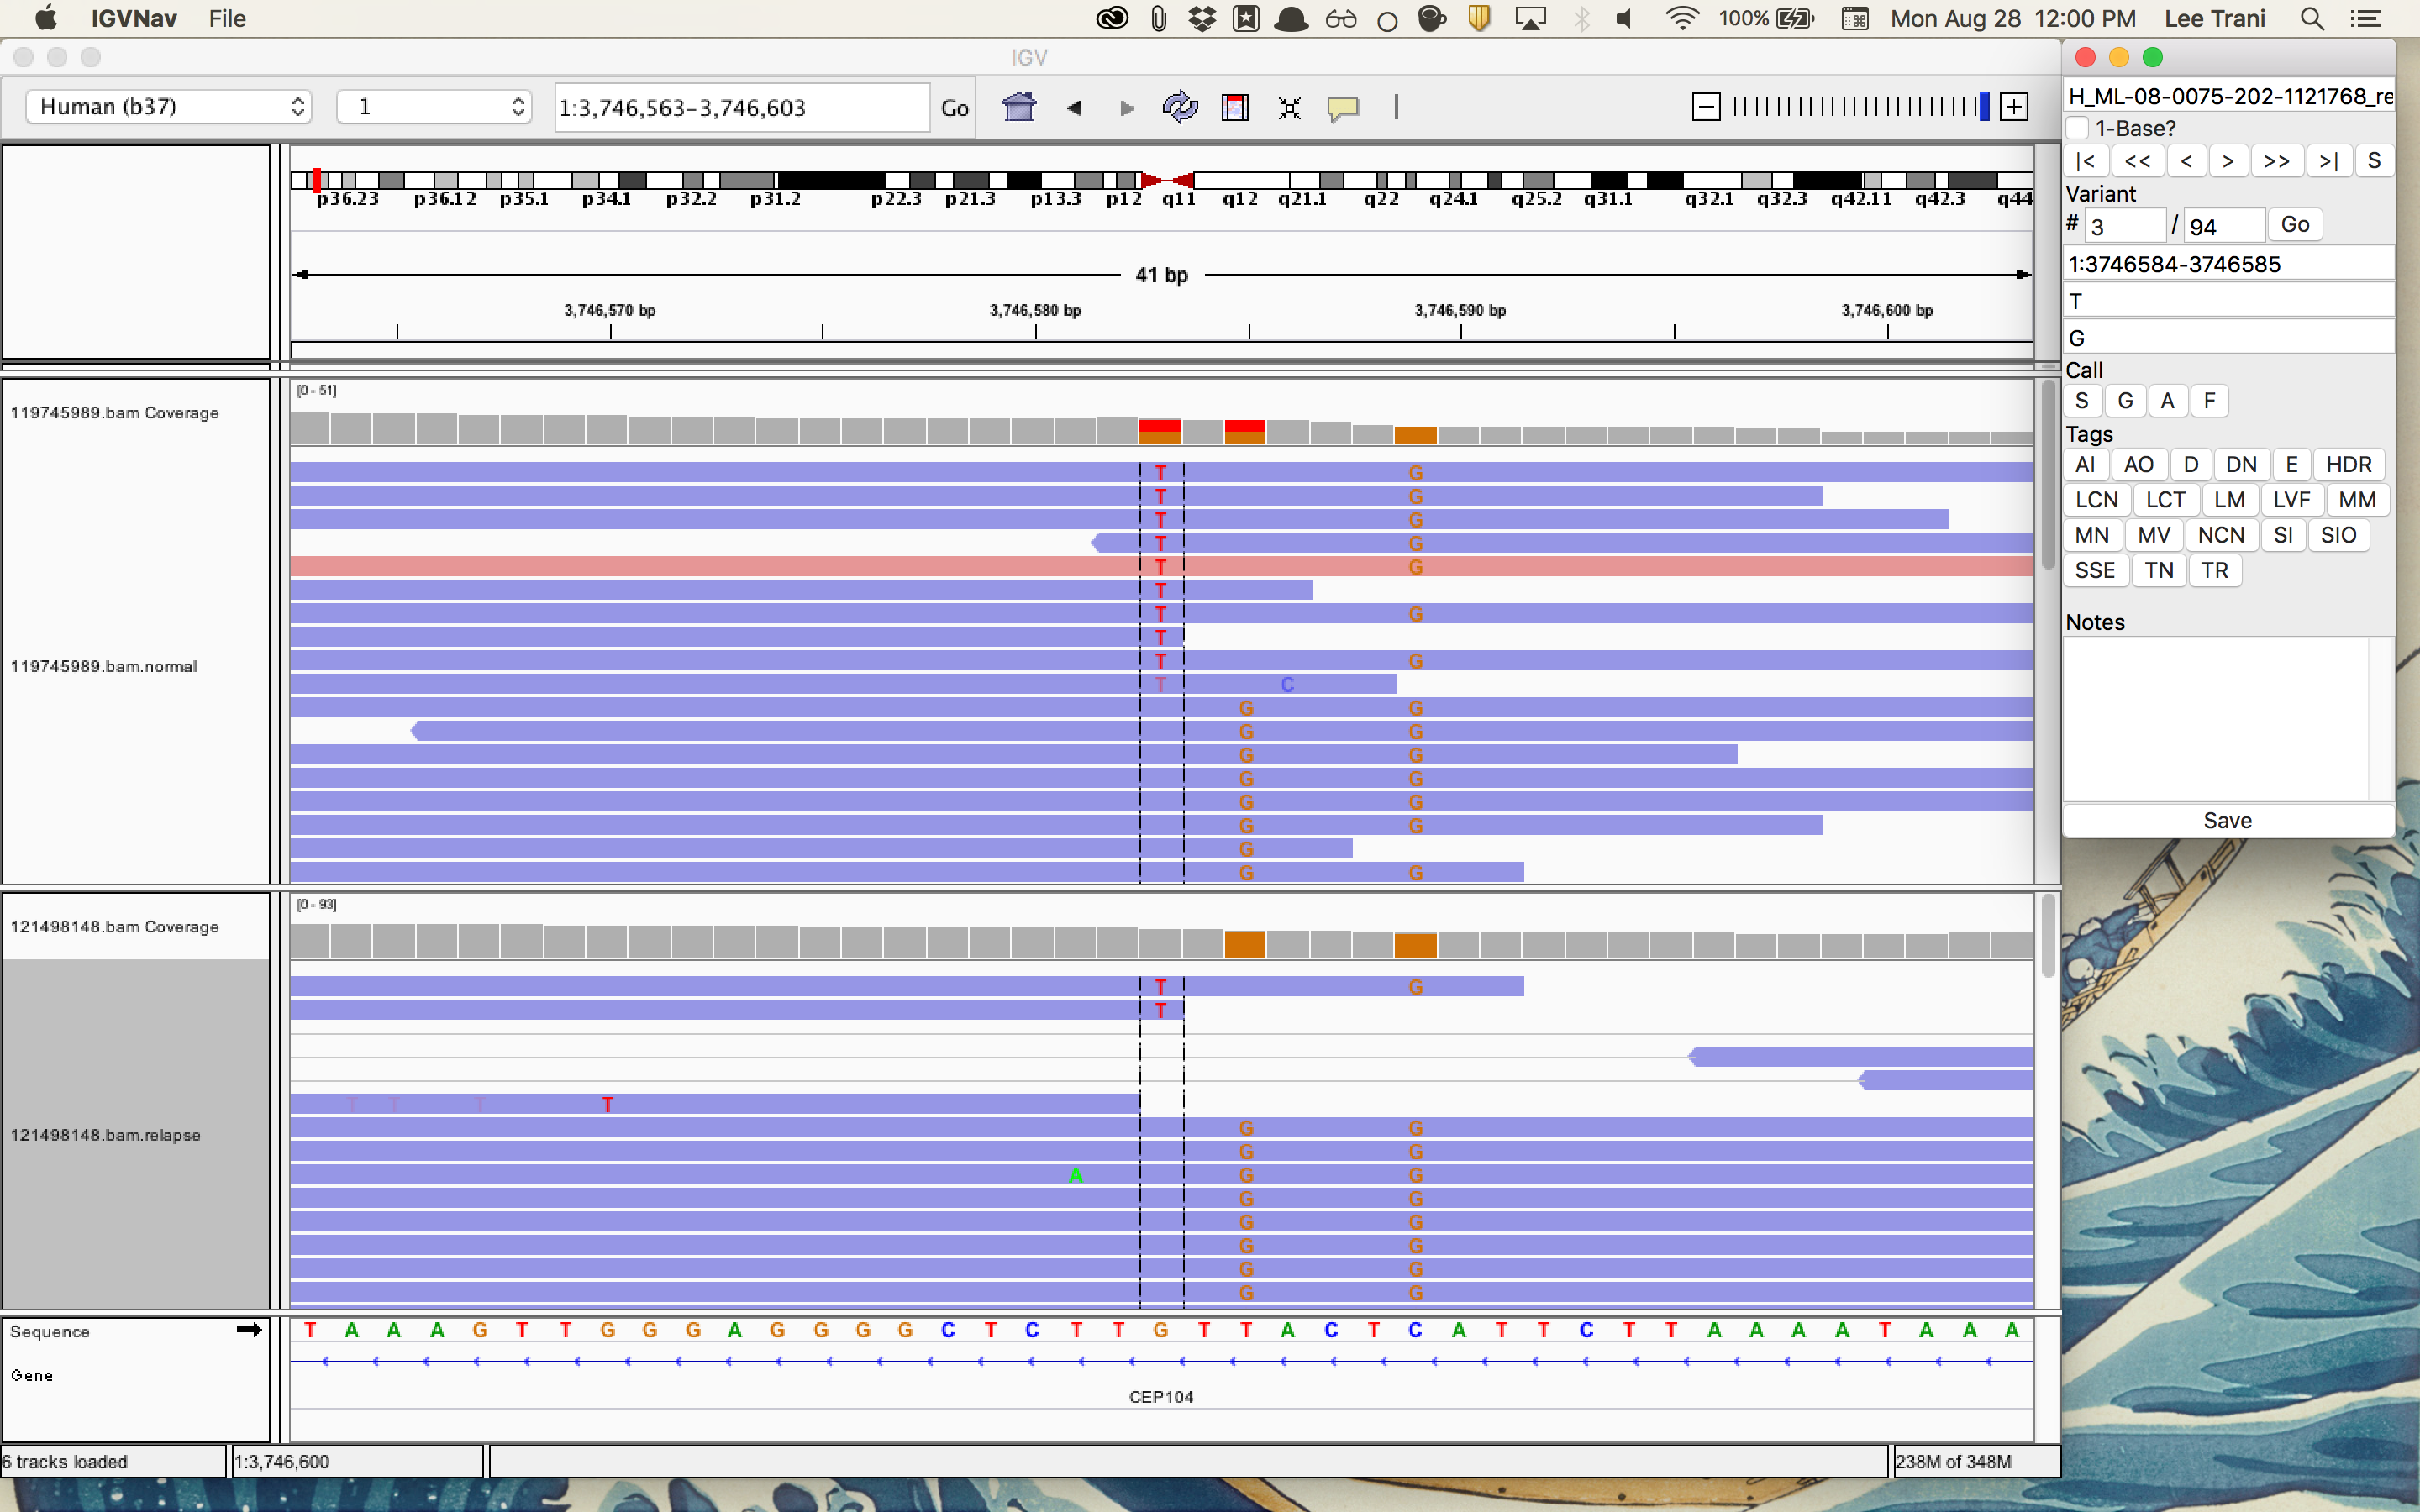 IGVNav File 100% Mon Aug 28 12:00 PM Lee Trani
IGV
Human (b37) 1 1:3,746,563-3,746,603 Go
p36.23 p36.12 p35.1 p34.1 p32.2 p31.2 p22.3 p21.3 p13.3 p12 q11 q12 q21.1 q22 q24.1 q25.2 q31.1 q32.1 q32.3 q42.11 q42.3 q44
41 bp
3,746,570 bp 3,746,580 bp 3,746,590 bp 3,746,600 bp
[0 - 51]
119745989.bam Coverage
T G
T G
T G
T G
T G
T
T G
T
119745989.bam.normal
T G
T C
G G
G G
G G
G G
G G
G G
G
G G
[0 - 93]
121498148.bam Coverage
T G
T
T T T T
121498148.bam.relapse
G G
G G
A G G
G G
G G
G G
G G
G G
Sequence
T A A A G T T G G G A G G G G C T C T T G T T A C T C A T T C T T A A A A T A A A
Gene
CEP104
6 tracks loaded 1:3,746,600 238M of 348M
H_ML-08-0075-202-1121768_re
1-Base?
|< << < > >> >| S
Variant
# 3 / 94 Go
1:3746584-3746585
T
G
Call
S G A F
Tags
AI AO D DN E HDR
LCN LCT LM LVF MM
MN MV NCN SI SIO
SSE TN TR
Notes
Save